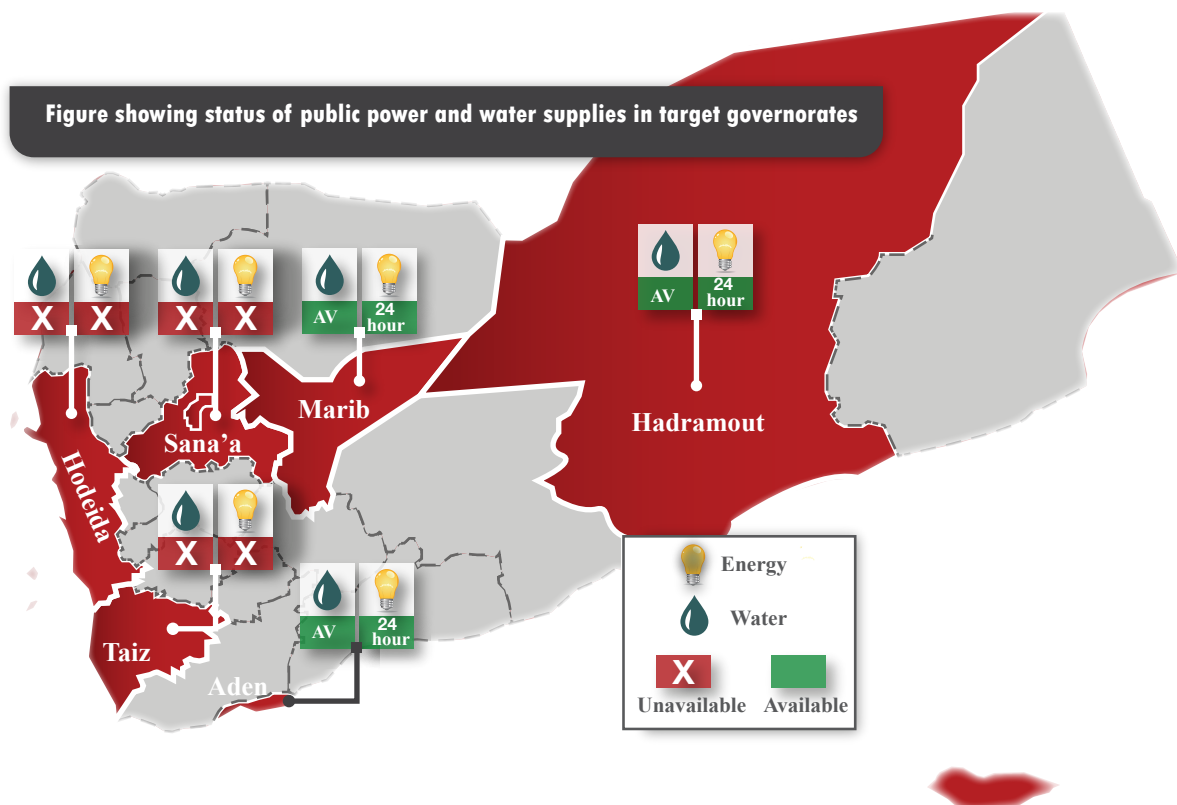 Figure showing status of public power and water supplies in target governorates
X
X
X
X
AV
24
hour
AV
24
hour
Marib
Hadramout
Sana’a
Hodeida
X
X
AV
24
hour
Taiz
Aden
Energy
Water
X
Unavailable
Available